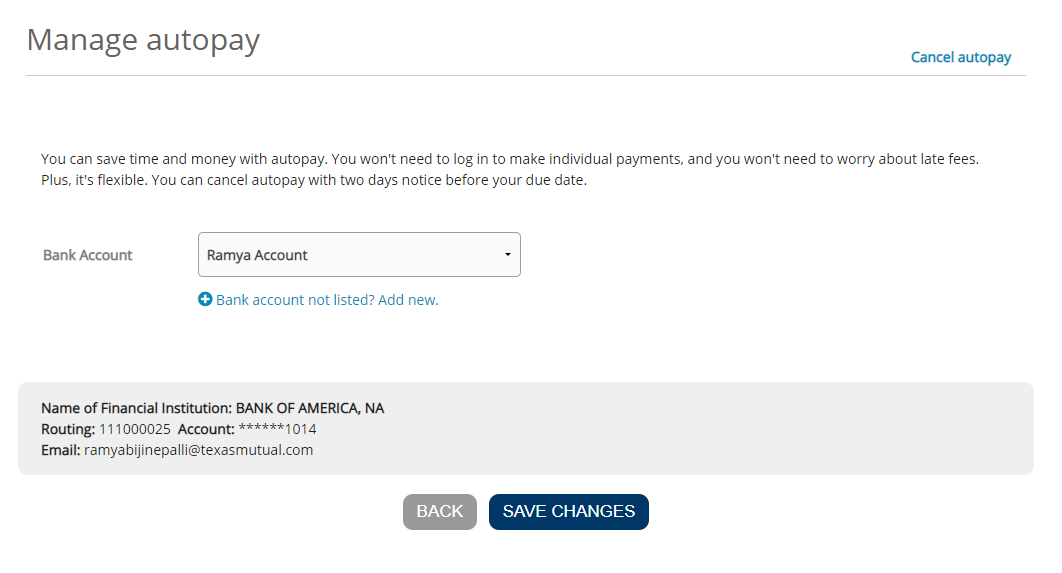 Manage autopay
Cancel autopay
You can save time and money with autopay. You won't need to log in to make individual payments, and you won't need to worry about late fees.
Plus, it's flexible. You can cancel autopay with two days notice before your due date.
Bank Account
Ramya Account
Bank account not listed? Add new.
Name of Financial Institution: BANK OF AMERICA, NA
Routing: 111000025 Account: ******1014
Email: ramyabijinepalli@texasmutual.com
BACK
SAVE CHANGES